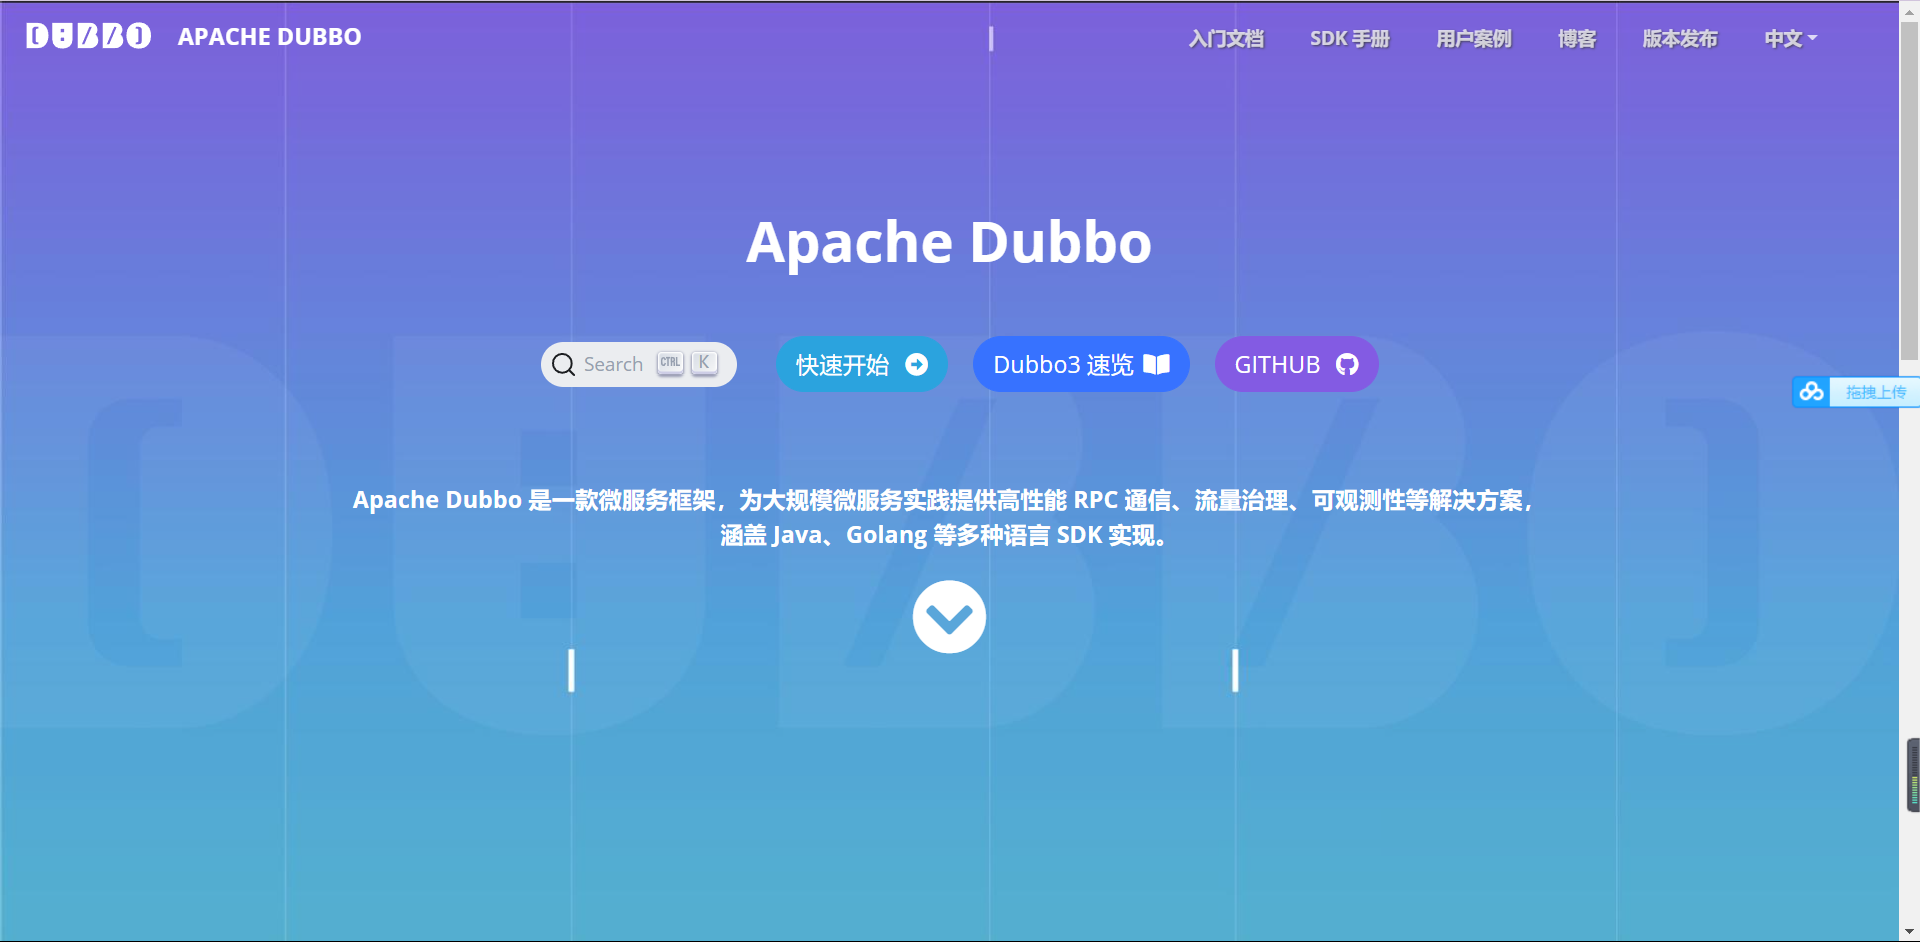 DUBBO APACHE DUBBO 入门文档 SDK 手册 用户案例 博客 版本发布 中文
Apache Dubbo
Search CTRL K 快速开始 Dubbo3 速览 GITHUB
拖拽上传
Apache Dubbo 是一款微服务框架，为大规模微服务实践提供高性能 RPC 通信、流量治理、可观测性等解决方案，
涵盖 Java、Golang 等多种语言 SDK 实现。
DUBBO